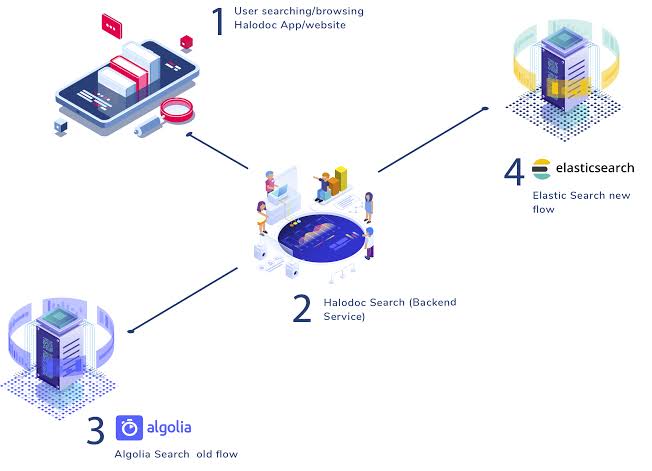 1
User searching/browsing
Halodoc App/website
4
elasticsearch
Elastic Search new
flow
2
Halodoc Search (Backend
Service)
3
algolia
Algolia Search old flow